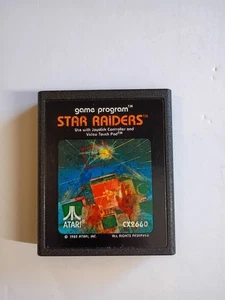 game program™
STAR RAIDERS™
Use with Joystick Controller and
Video Touch Pad™
ATARI®
CX2660
© 1982 ATARI, INC.
ALL RIGHTS RESERVED